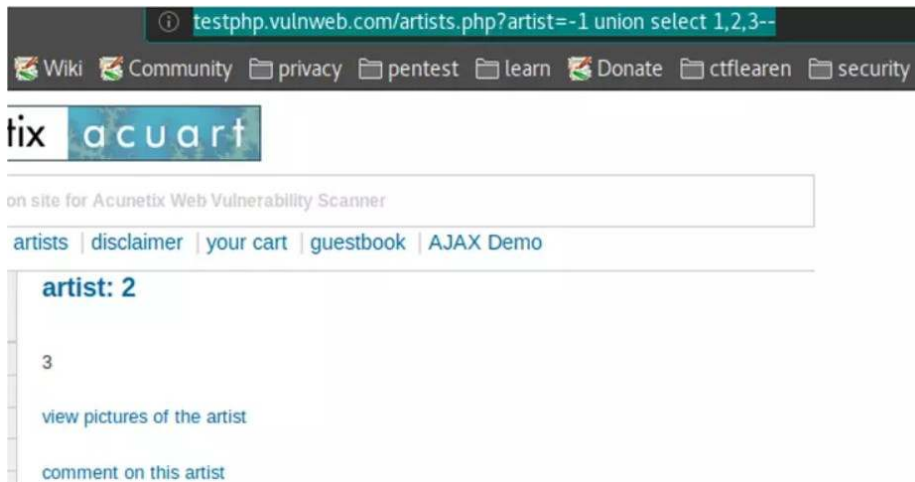 testphp.vulnweb.com/artists.php?artist=-1 union select 1,2,3--
Wiki Community privacy pentest learn Donate ctflearen security
tix acuart
on site for Acunetix Web Vulnerability Scanner
artists | disclaimer | your cart | guestbook | AJAX Demo
artist: 2
3
view pictures of the artist
comment on this artist